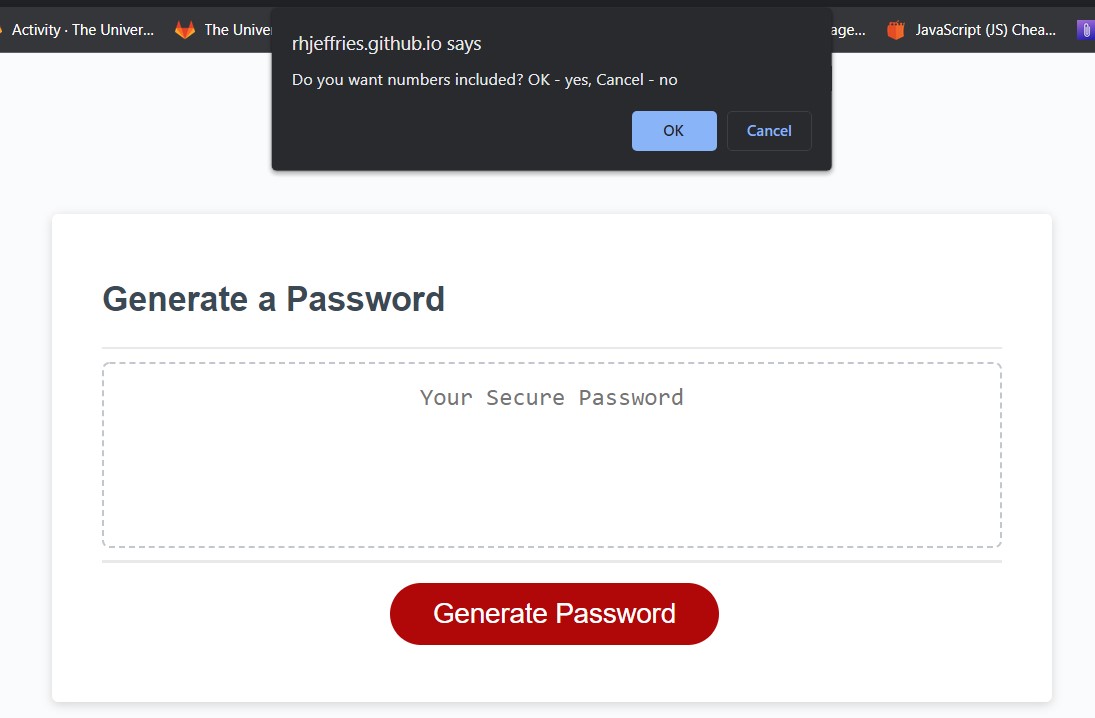 Activity · The Univer...
The Unive
age...
JavaScript (JS) Chea...
rhjeffries.github.io says
Do you want numbers included? OK - yes, Cancel - no
OK
Cancel
Generate a Password
Your Secure Password
Generate Password